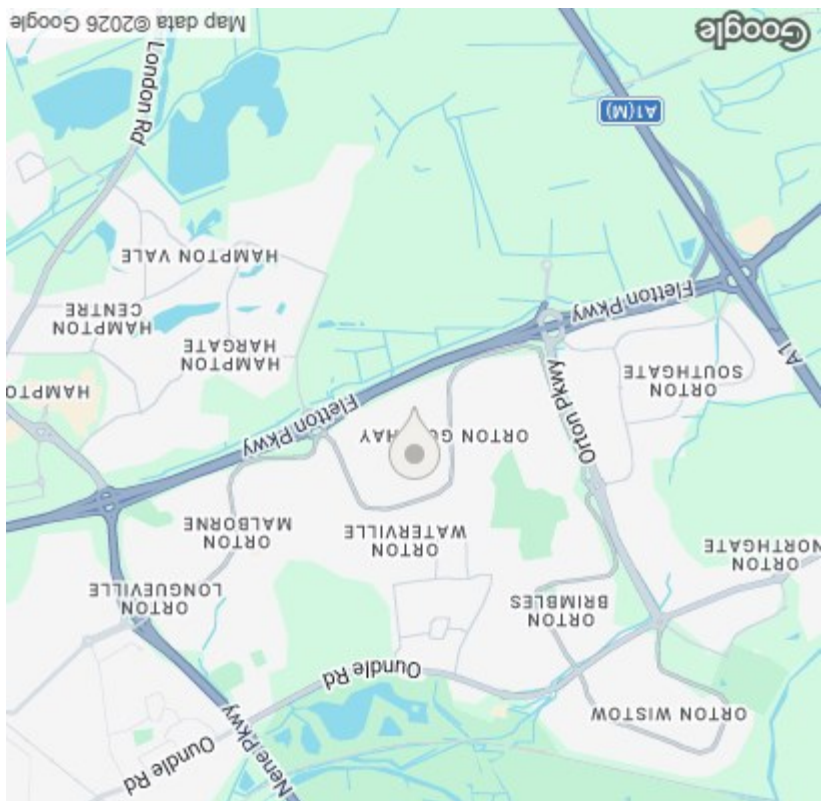 Nene Pkwy
Oundle Rd
ORTON WISTOW
Oundle Rd
ORTON
LONGUEVILLE
ORTON
BRIMBLES
ORTON
NORTHGATE
ORTON
MALBORNE
ORTON
WATERVILLE
Orton Pkwy
HAY
Fletton Pkwy
ORTON
SOUTHGATE
A1
HAMPTON
HAMPTON
HARGATE
HAMPTON
CENTRE
Fletton Pkwy
HAMPTON VALE
A1(M)
London Rd
Google
Map data ©2026 Google